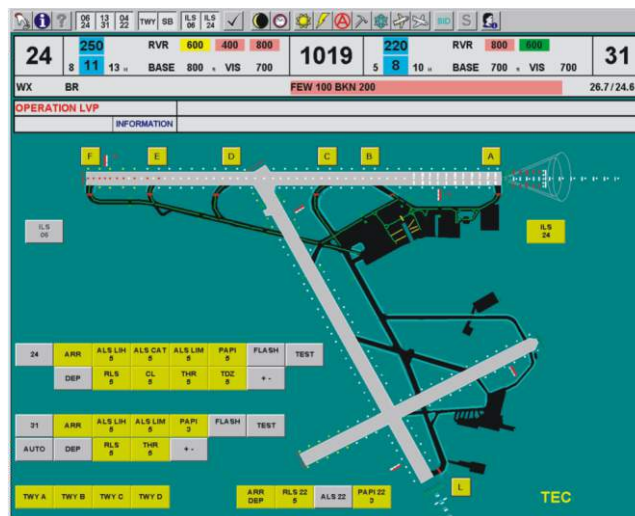 06 24 13 31 04 22 TWY SB ILS 06 ILS 24 BID S
24 250 RVR 600 400 800 1019 220 RVR 800 600 31
8 11 13 BASE 800 VIS 700 5 8 10 BASE 700 VIS 700
WX BR FEW 100 BKN 200 26.7/24.6
OPERATION LVP
INFORMATION
F E D C B A
ILS 06 ILS 24
24 ARR ALS LIH 5 ALS CAT 5 ALS LIM 5 PAPI 5 FLASH TEST
DEP RLS 5 CL 5 THR 5 TDZ 5 + -
31 ARR ALS LIH 5 ALS LIM 5 PAPI 3 FLASH TEST
AUTO DEP RLS 5 THR 5 + -
L
TWY A TWY B TWY C TWY D ARR DEP RLS 22 5 ALS 22 PAPI 22 3 TEC